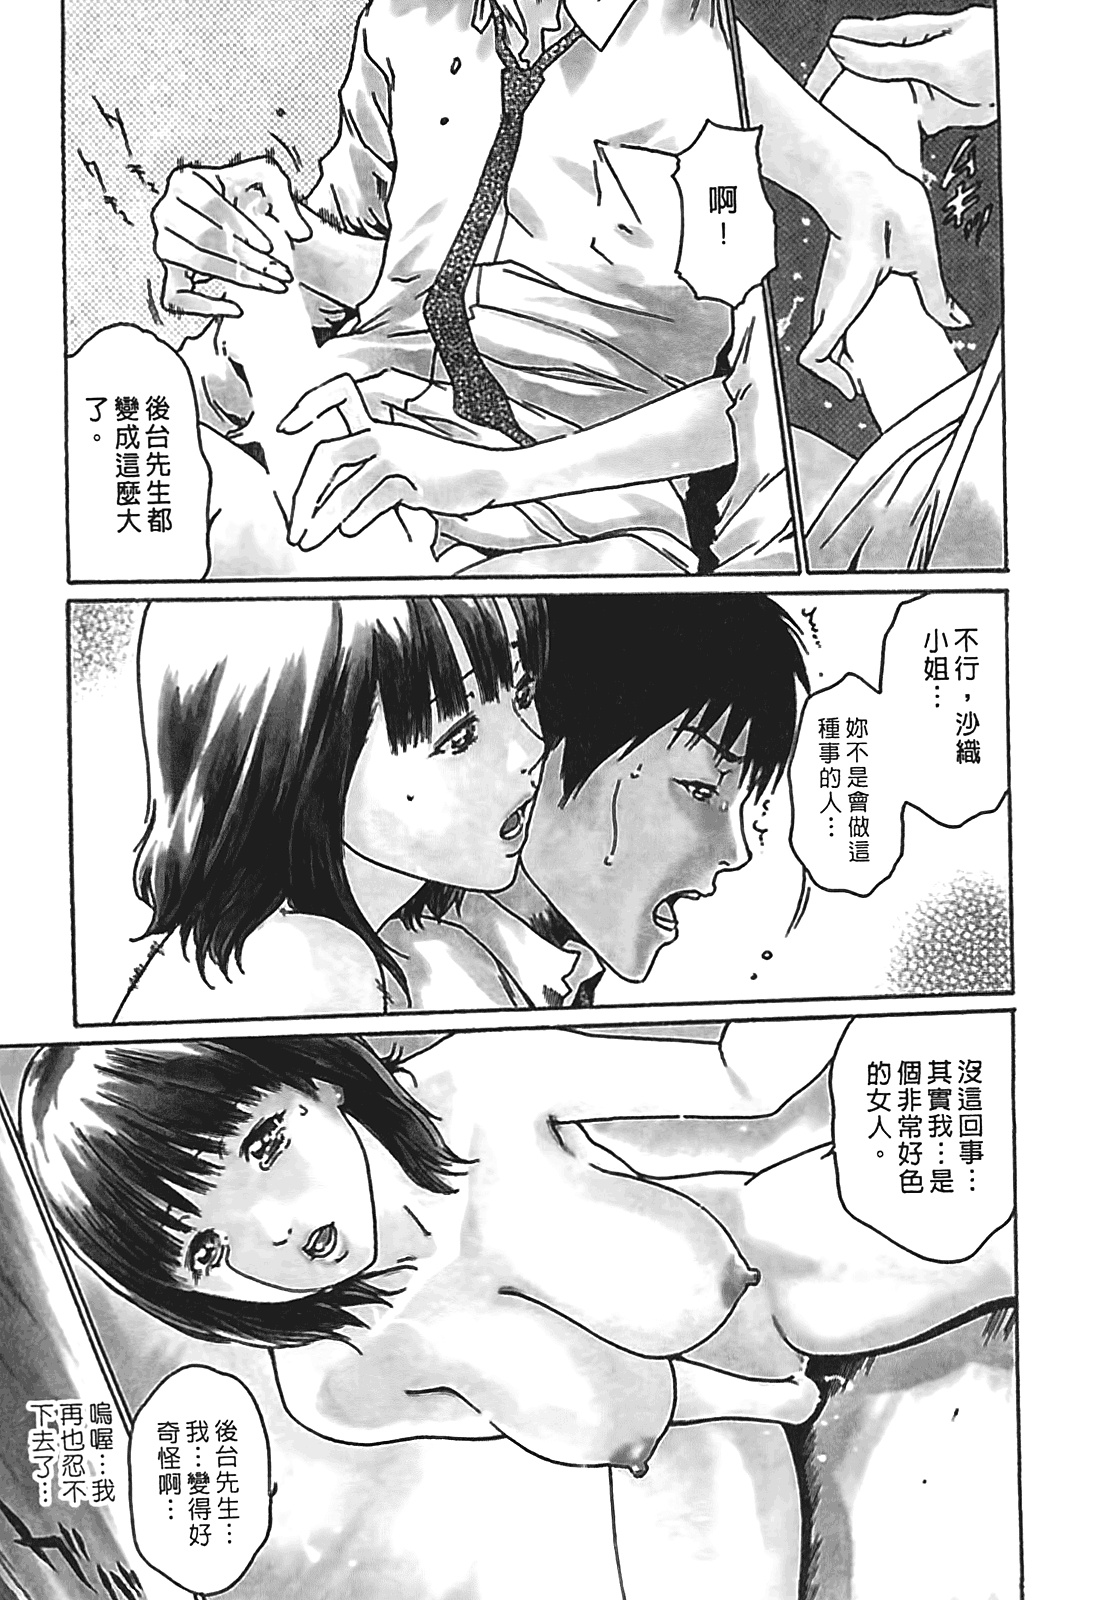 啊！
後台先生都
變成這麼大
了。
不行，沙織
小姐…
妳不是會做這
種事的人…
沒這回事…
其實我…是
個非常好色
的女人。
後台先生…
我…變得好
奇怪啊…
嗚喔…我
再也忍不
下去了…